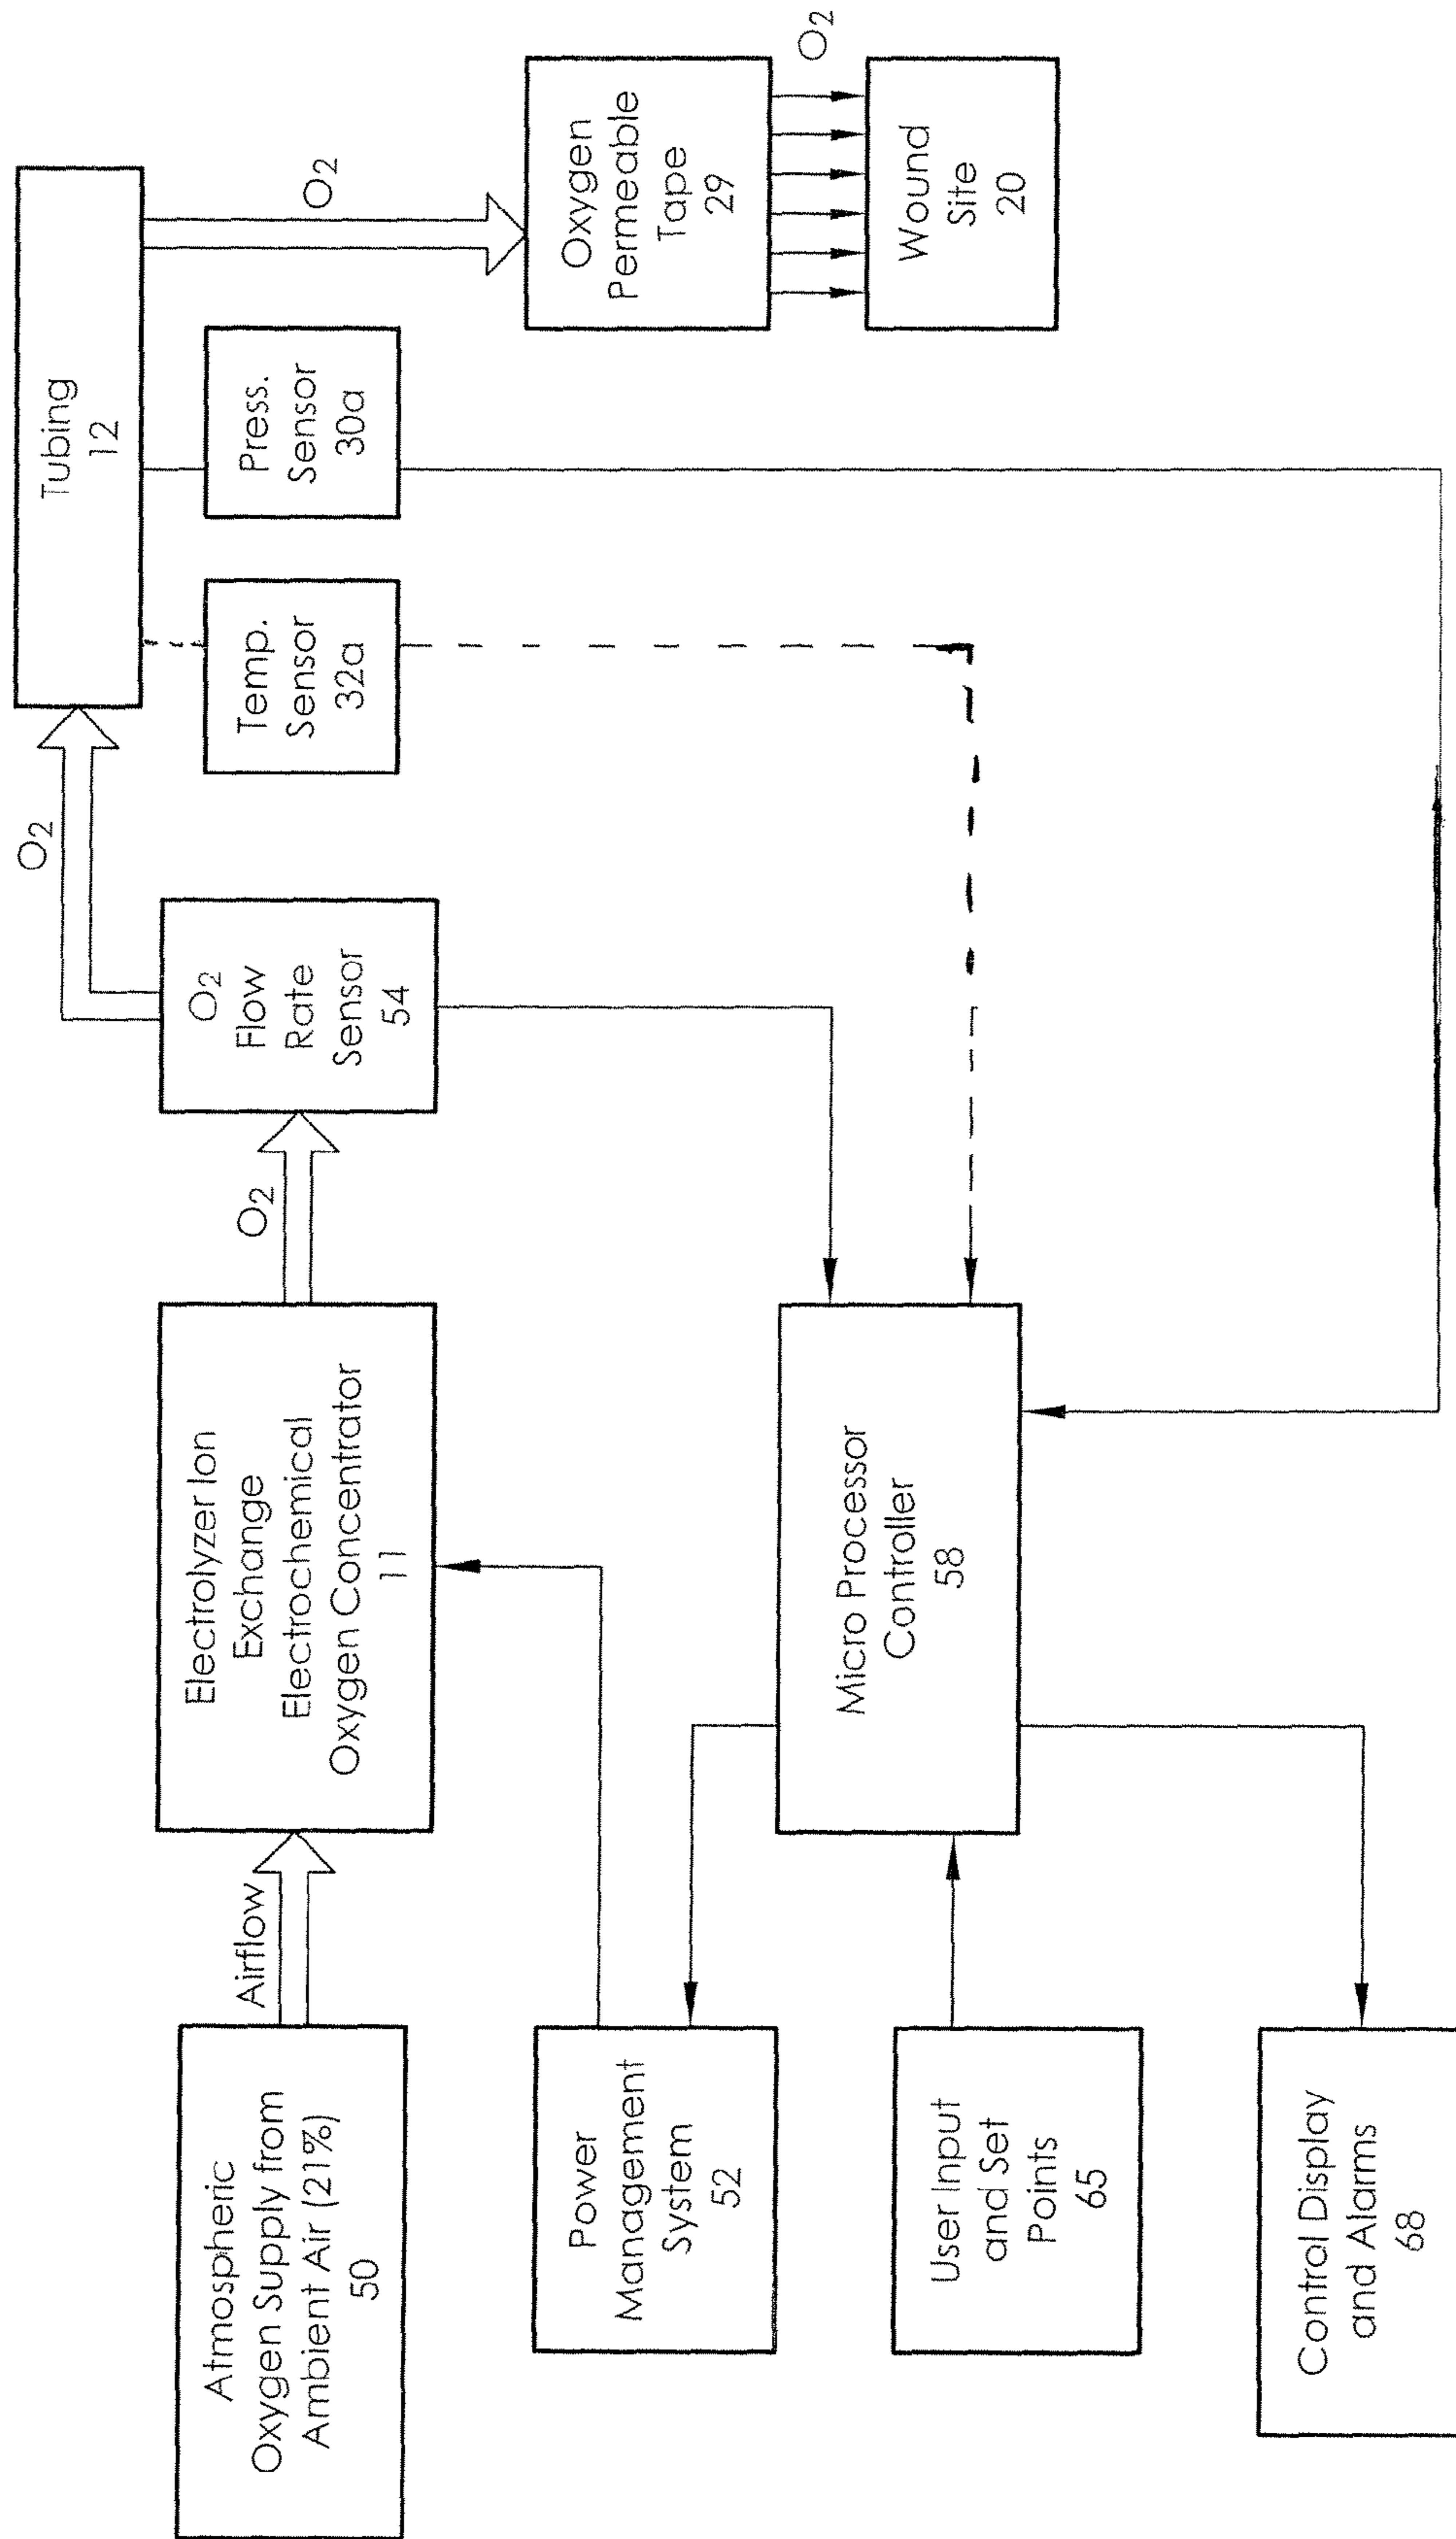 Atmospheric
Oxygen Supply from
Ambient Air (21%)
50
Airflow
Electrolyzer Ion
Exchange
Electrochemical
Oxygen Concentrator
11
O2
O2
Flow
Rate
Sensor
54
O2
Tubing
12
Temp.
Sensor
32a
Press.
Sensor
30a
O2
Oxygen
Permeable
Tape
29
O2
Wound
Site
20
Power
Management
System
52
Micro Processor
Controller
58
User Input
and Set
Points
65
Control Display
and Alarms
68